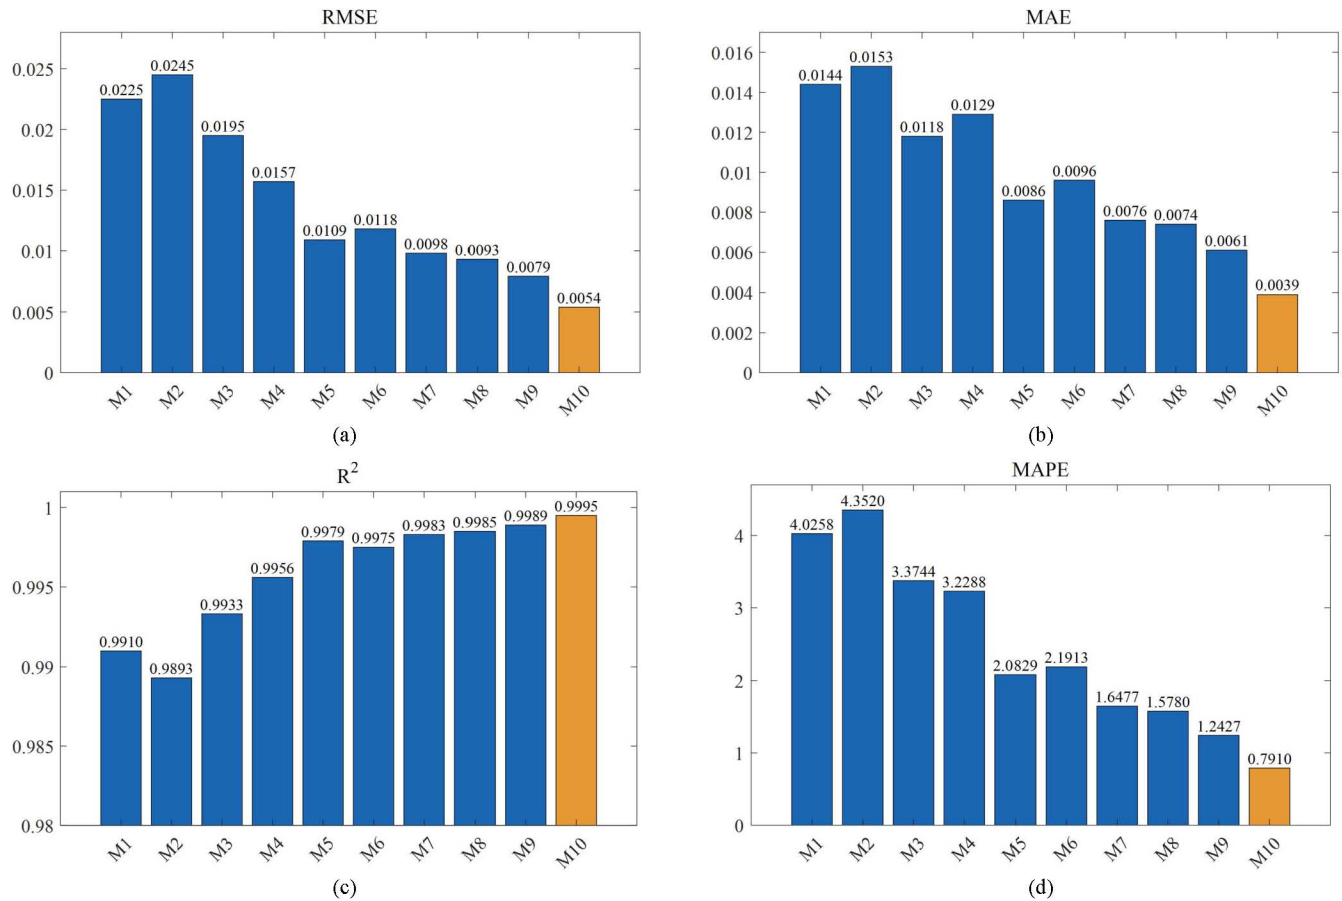 RMSE
0.025
0.02
0.015
0.01
0.005
0
0.0225
0.0245
0.0195
0.0157
0.0109
0.0118
0.0098
0.0093
0.0079
0.0054
M1
M2
M3
M4
M5
M6
M7
M8
M9
M10
(a)
MAE
0.016
0.014
0.012
0.01
0.008
0.006
0.004
0.002
0
0.0144
0.0153
0.0118
0.0129
0.0086
0.0096
0.0076
0.0074
0.0061
0.0039
M1
M2
M3
M4
M5
M6
M7
M8
M9
M10
(b)
R²
1
0.995
0.99
0.985
0.98
0.9910
0.9893
0.9933
0.9956
0.9979
0.9975
0.9983
0.9985
0.9989
0.9995
M1
M2
M3
M4
M5
M6
M7
M8
M9
M10
(c)
MAPE
4
3
2
1
0
4.0258
4.3520
3.3744
3.2288
2.0829
2.1913
1.6477
1.5780
1.2427
0.7910
M1
M2
M3
M4
M5
M6
M7
M8
M9
M10
(d)